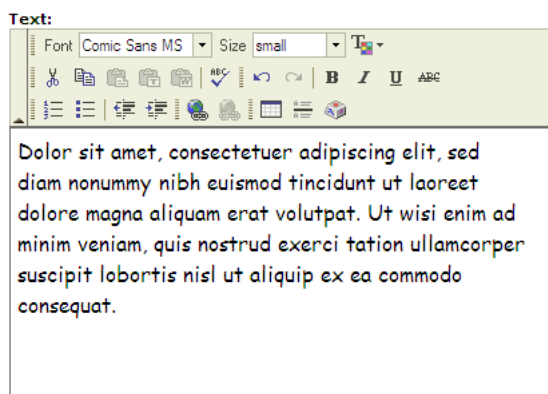 Text:
Font Comic Sans MS Size small
ABC B I U ABC
Dolor sit amet, consectetuer adipiscing elit, sed
diam nonummy nibh euismod tincidunt ut laoreet
dolore magna aliquam erat volutpat. Ut wisi enim ad
minim veniam, quis nostrud exerci tation ullamcorper
suscipit lobortis nisl ut aliquip ex ea commodo
consequat.